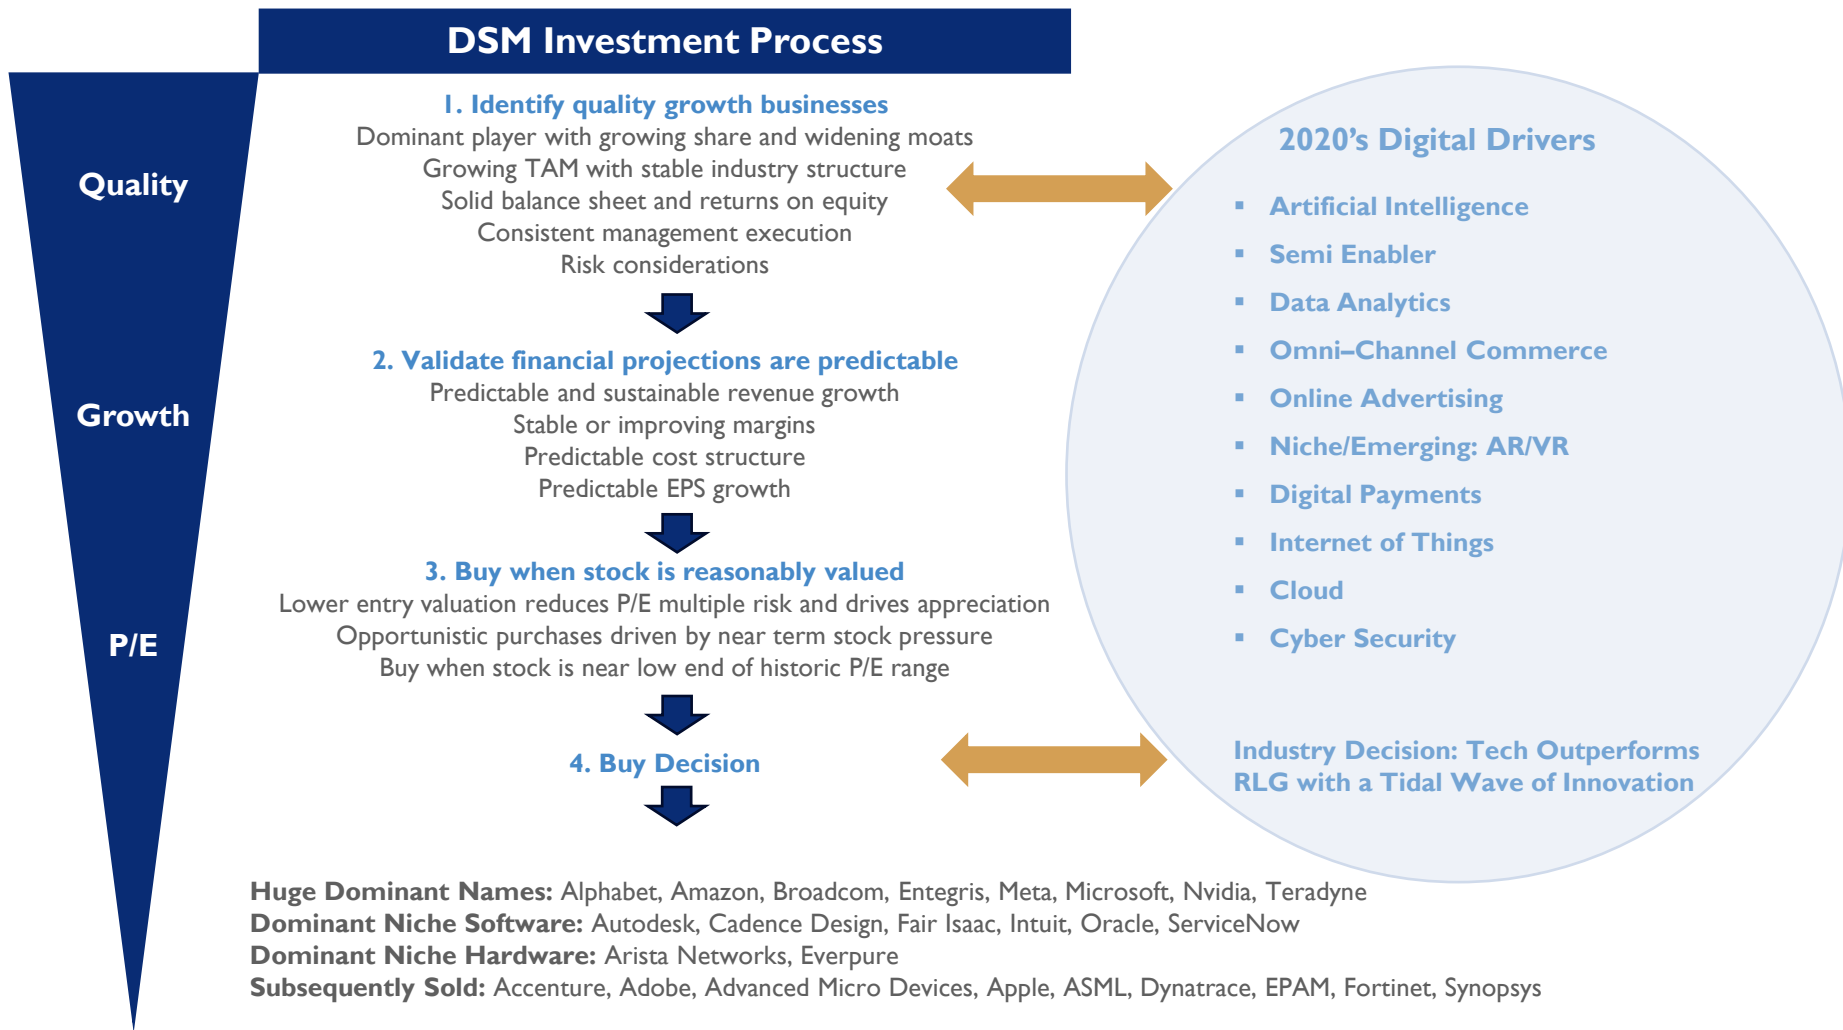 DSM Investment Process
Quality
Growth
P/E
1. Identify quality growth businesses
Dominant player with growing share and widening moats
Growing TAM with stable industry structure
Solid balance sheet and returns on equity
Consistent management execution
Risk considerations
2. Validate financial projections are predictable
Predictable and sustainable revenue growth
Stable or improving margins
Predictable cost structure
Predictable EPS growth
3. Buy when stock is reasonably valued
Lower entry valuation reduces P/E multiple risk and drives appreciation
Opportunistic purchases driven by near term stock pressure
Buy when stock is near low end of historic P/E range
4. Buy Decision
2020’s Digital Drivers
▪ Artificial Intelligence
▪ Semi Enabler
▪ Data Analytics
▪ Omni–Channel Commerce
▪ Online Advertising
▪ Niche/Emerging: AR/VR
▪ Digital Payments
▪ Internet of Things
▪ Cloud
▪ Cyber Security
Industry Decision: Tech Outperforms
RLG with a Tidal Wave of Innovation
Huge Dominant Names: Alphabet, Amazon, Broadcom, Entegris, Meta, Microsoft, Nvidia, Teradyne
Dominant Niche Software: Autodesk, Cadence Design, Fair Isaac, Intuit, Oracle, ServiceNow
Dominant Niche Hardware: Arista Networks, Everpure
Subsequently Sold: Accenture, Adobe, Advanced Micro Devices, Apple, ASML, Dynatrace, EPAM, Fortinet, Synopsys